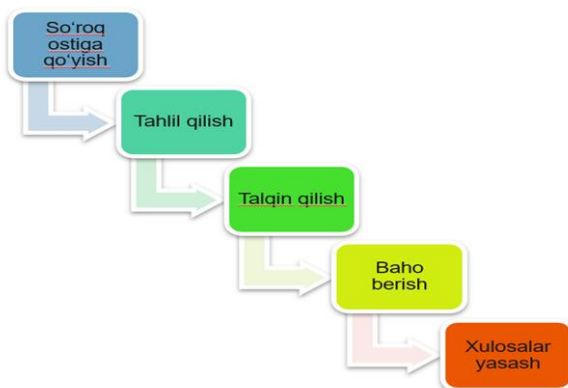 So‘roq
ostiga
qo‘yish
Tahlil qilish
Talqin qilish
Baho
berish
Xulosalar
yasash